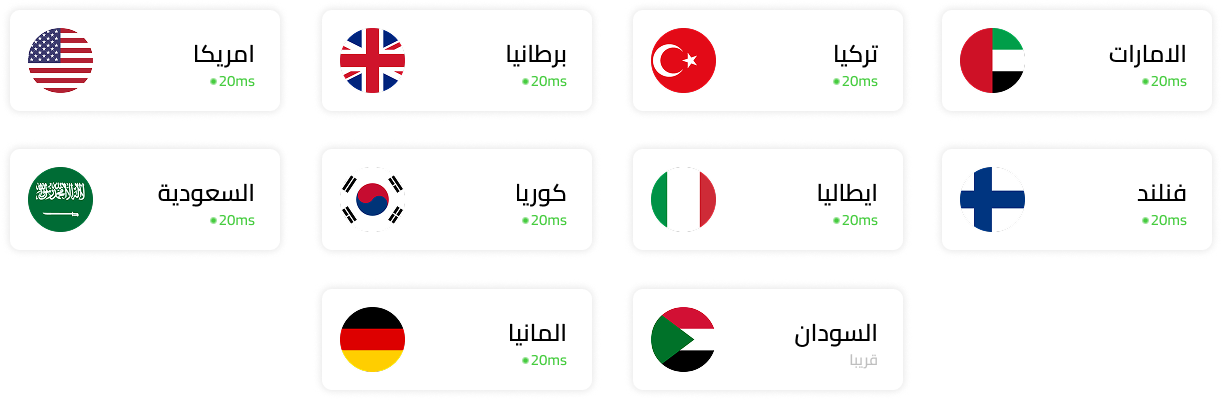 الامارات
20ms
تركيا
20ms
برطانيا
20ms
امريكا
20ms
فنلند
20ms
ايطاليا
20ms
كوريا
20ms
السعودية
20ms
السودان
قريبا
المانيا
20ms